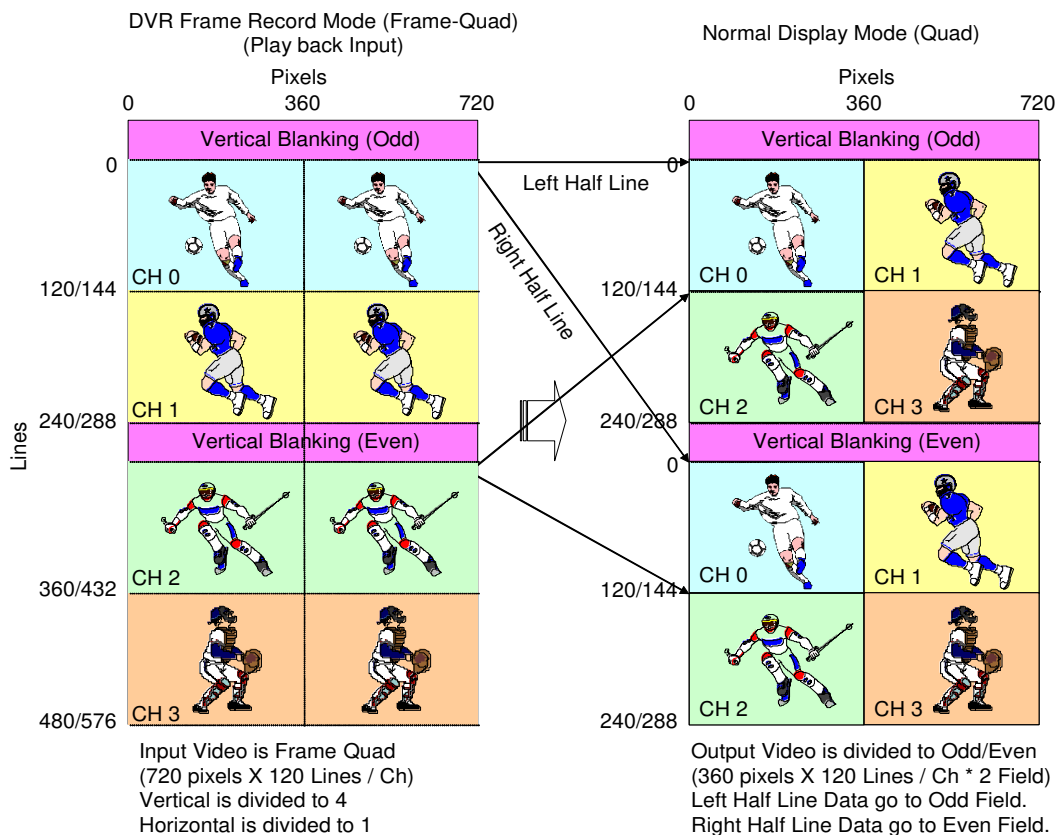 DVR Frame Record Mode (Frame-Quad)
(Play back Input)
Pixels
0 360 720
Vertical Blanking (Odd)
0
CH 0
120/144
CH 1
240/288
Lines
Vertical Blanking (Even)
CH 2
360/432
CH 3
480/576
Input Video is Frame Quad
(720 pixels X 120 Lines / Ch)
Vertical is divided to 4
Horizontal is divided to 1
Left Half Line
Right Half Line
Normal Display Mode (Quad)
Pixels
0 360 720
Vertical Blanking (Odd)
0
CH 0 CH 1
120/144
CH 2 CH 3
240/288
Vertical Blanking (Even)
0
CH 0 CH 1
120/144
CH 2 CH 3
240/288
Output Video is divided to Odd/Even
(360 pixels X 120 Lines / Ch * 2 Field)
Left Half Line Data go to Odd Field.
Right Half Line Data go to Even Field.